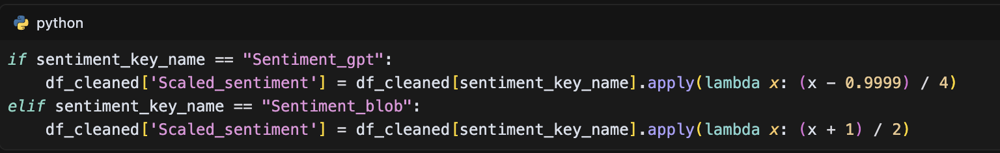 python
if sentiment_key_name == "Sentiment_gpt":
    df_cleaned['Scaled_sentiment'] = df_cleaned[sentiment_key_name].apply(lambda x: (x - 0.9999) / 4)
elif sentiment_key_name == "Sentiment_blob":
    df_cleaned['Scaled_sentiment'] = df_cleaned[sentiment_key_name].apply(lambda x: (x + 1) / 2)